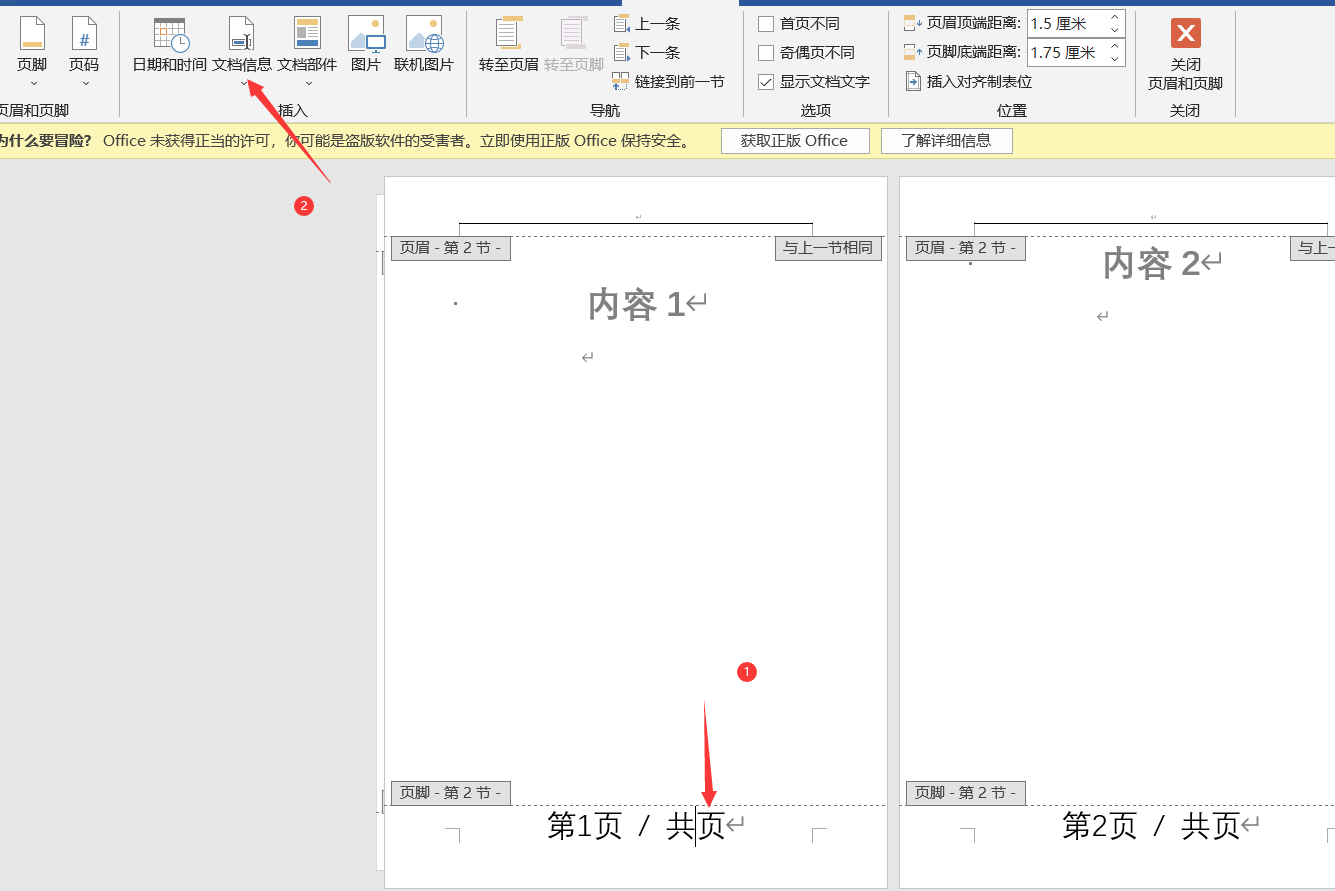 页脚 页码 日期和时间 文档信息 文档部件 图片 联机图片 转至页眉 转至页脚
上一条
下一条
链接到前一节
首页不同
奇偶页不同
显示文档文字
页眉顶端距离: 1.5 厘米
页脚底端距离: 1.75 厘米
插入对齐制表位
关闭
页眉和页脚
页眉和页脚 插入 导航 选项 位置 关闭
为什么要冒险? Office 未获得正当的许可，你可能是盗版软件的受害者。立即使用正版 Office 保持安全。 获取正版 Office 了解详细信息
2
页眉 - 第 2 节 - 与上一节相同 页眉 - 第 2 节 - 与上一
内容 1↵ 内容 2↵
1
页脚 - 第 2 节 - 页脚 - 第 2 节 -
第1页 / 共页↵ 第2页 / 共页↵